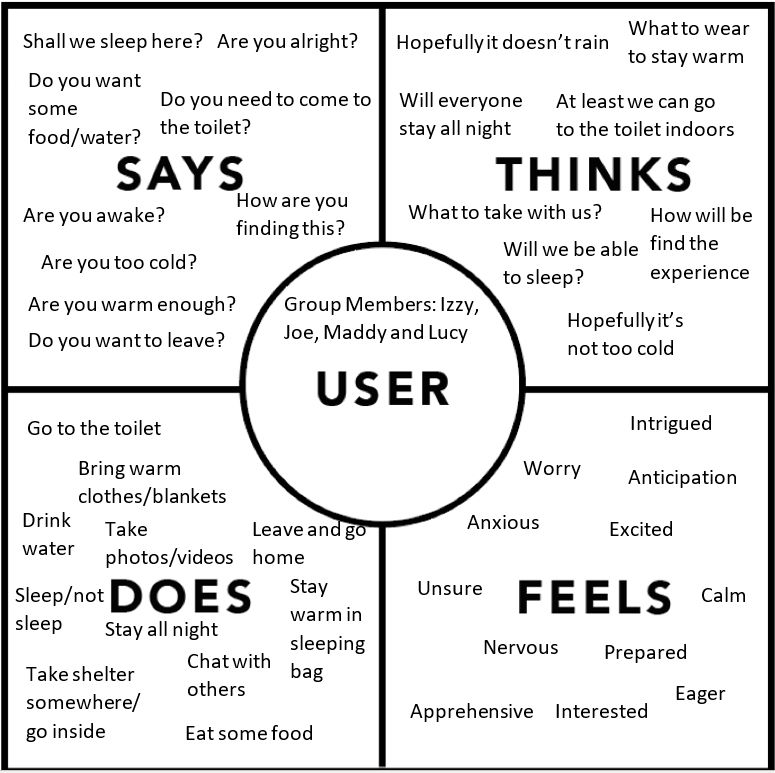 Shall we sleep here?
Are you alright?
Do you want
some
food/water?
Do you need to come to
the toilet?
SAYS
Are you awake?
How are you
finding this?
Are you too cold?
Are you warm enough?
Do you want to leave?
Hopefully it doesn't rain
What to wear
to stay warm
Will everyone
stay all night
At least we can go
to the toilet indoors
THINKS
What to take with us?
How will be
find the
experience
Will we be able
to sleep?
Hopefully it's
not too cold
Group Members: Izzy,
Joe, Maddy and Lucy
USER
Go to the toilet
Bring warm
clothes/blankets
Drink
water
Take
photos/videos
Leave and go
home
Sleep/not
sleep
DOES
Stay all night
Stay
warm in
sleeping
bag
Take shelter
somewhere/
go inside
Chat with
others
Eat some food
Intrigued
Worry
Anticipation
Anxious
Excited
Unsure
FEELS
Calm
Nervous
Prepared
Eager
Apprehensive
Interested